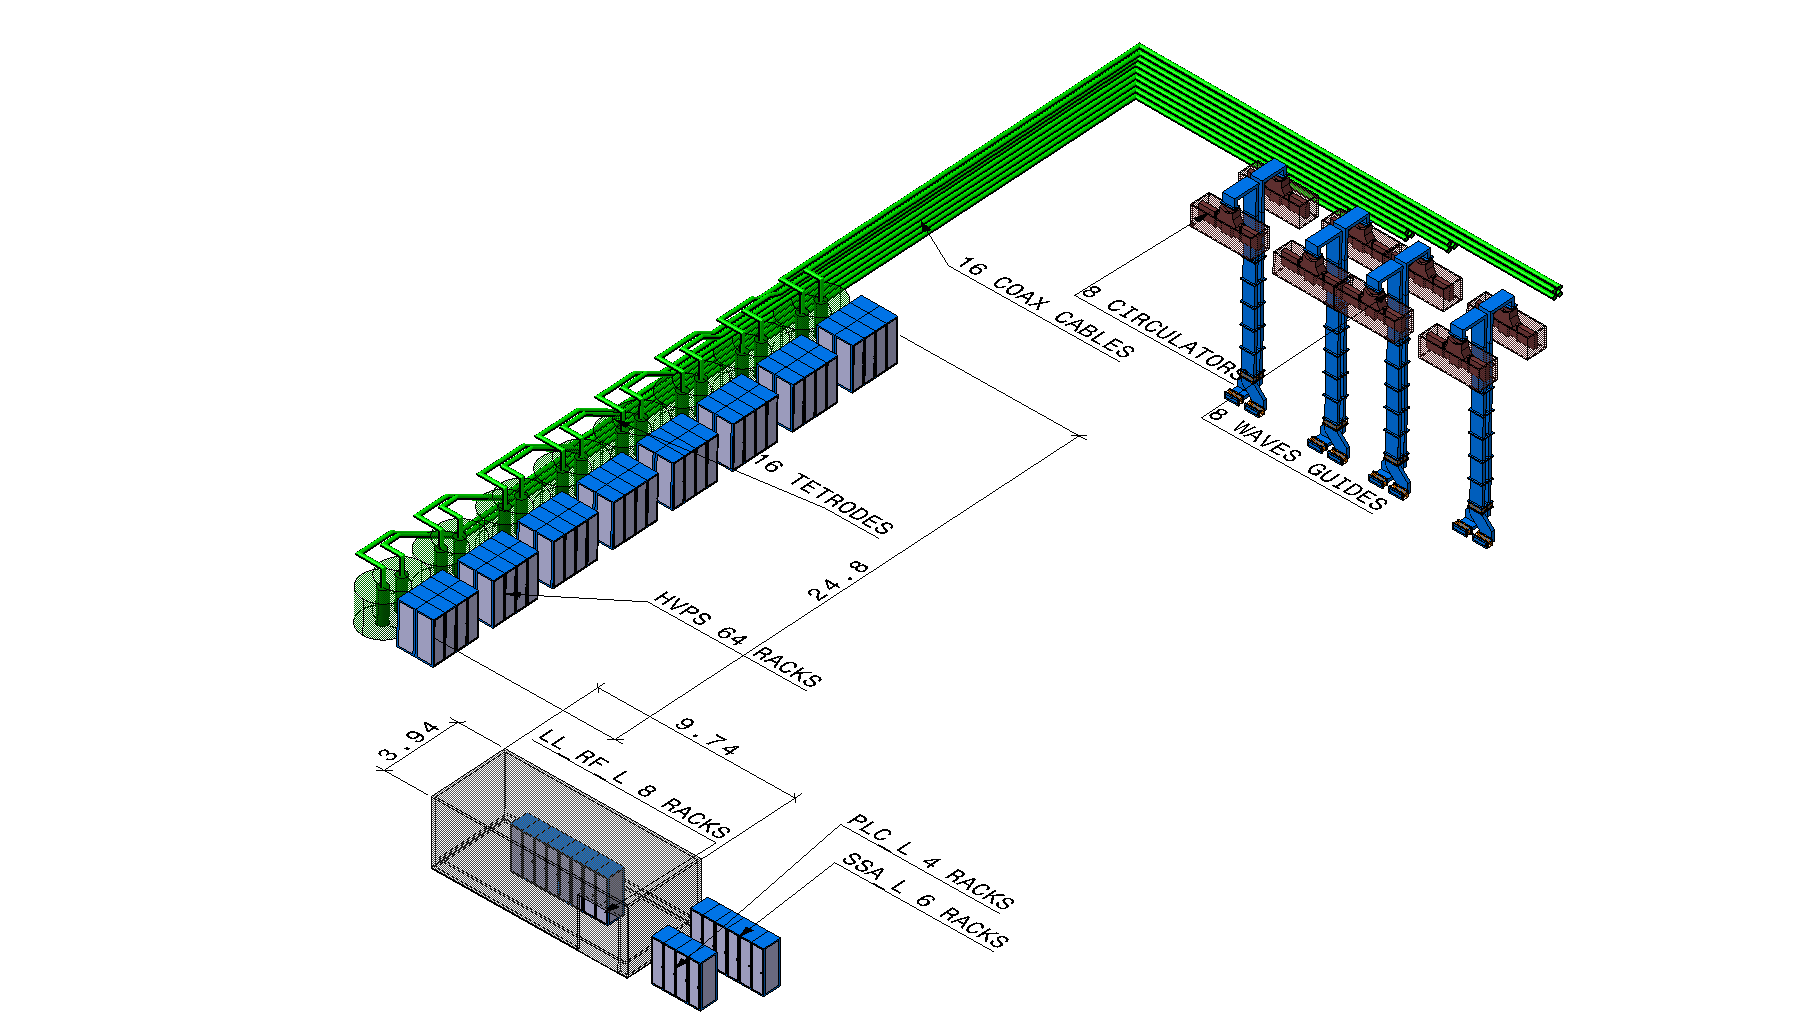 16 COAX CABLES
8 CIRCULATORS
8 WAVES GUIDES
16 TETRODES
24.8
HVPS 64 RACKS
9.74
3.94
LL_RF_L 8 RACKS
PLC_L 4 RACKS
SSA_L 6 RACKS